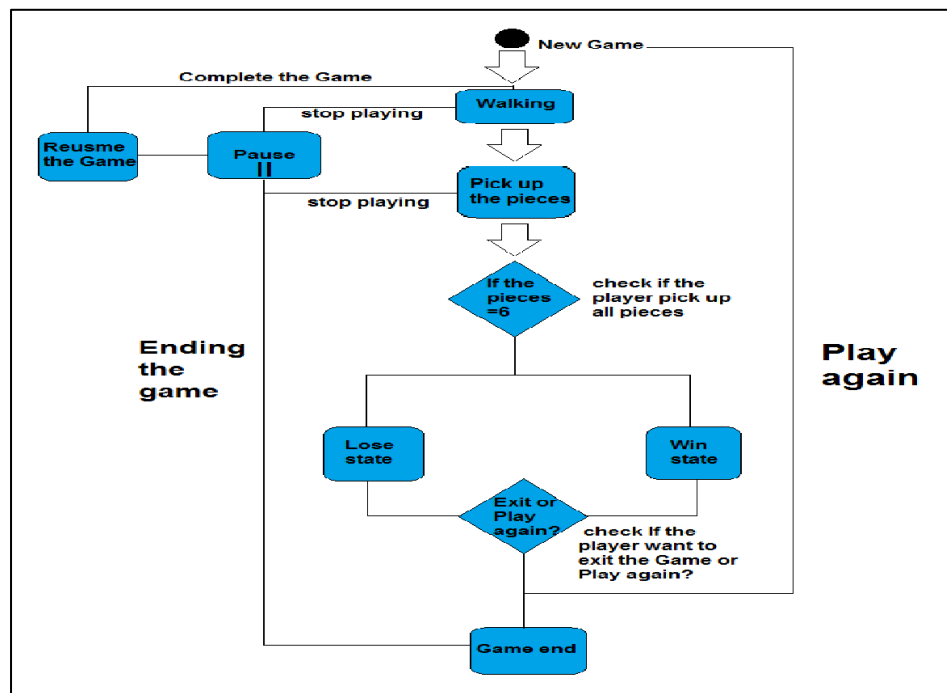 New Game
Complete the Game
Walking
stop playing
Reusme
the Game
Pause
Pick up
the pieces
stop playing
If the
pieces
=6
check if the
player pick up
all pieces
Ending
the
game
Play
again
Lose
state
Win
state
Exit or
Play
again?
check If the
player want to
exit the Game or
Play again?
Game end